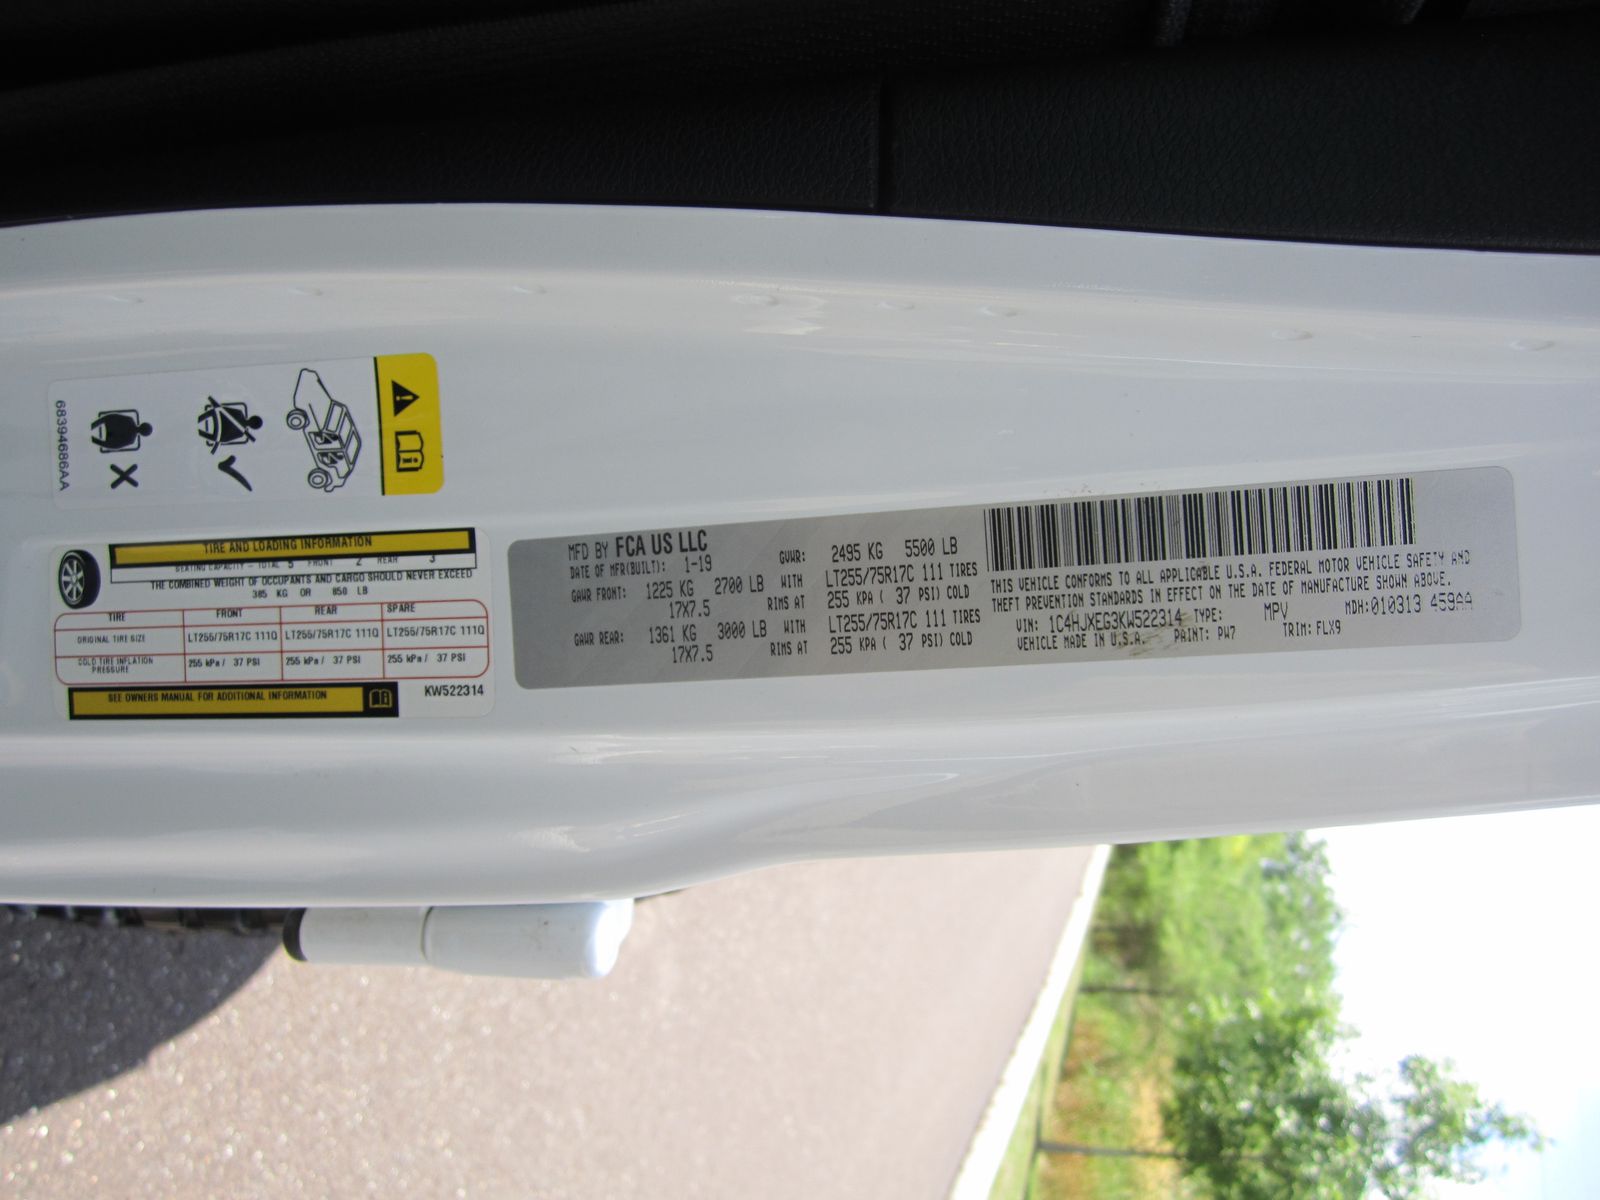 68394686AA
TIRE AND LOADING INFORMATION
SEATING CAPACITY - TOTAL 5 FRONT 2 REAR 3
THE COMBINED WEIGHT OF OCCUPANTS AND CARGO SHOULD NEVER EXCEED
385 KG OR 850 LB
TIRE FRONT REAR SPARE
ORIGINAL TIRE SIZE LT255/75R17C 111Q LT255/75R17C 111Q LT255/75R17C 111Q
COLD TIRE INFLATION PRESSURE 255 kPa / 37 PSI 255 kPa / 37 PSI 255 kPa / 37 PSI
SEE OWNERS MANUAL FOR ADDITIONAL INFORMATION
KW522314
MFD BY FCA US LLC
DATE OF MFR(BUILT): 1-19 GVWR: 2495 KG 5500 LB
GAWR FRONT: 1225 KG 2700 LB WITH LT255/75R17C 111 TIRES
17X7.5 RIMS AT 255 KPA ( 37 PSI) COLD
GAWR REAR: 1361 KG 3000 LB WITH LT255/75R17C 111 TIRES
17X7.5 RIMS AT 255 KPA ( 37 PSI) COLD
THIS VEHICLE CONFORMS TO ALL APPLICABLE U.S.A. FEDERAL MOTOR VEHICLE SAFETY AND
THEFT PREVENTION STANDARDS IN EFFECT ON THE DATE OF MANUFACTURE SHOWN ABOVE.
VIN: 1C4HJXEG3KW522314 TYPE: MPV MDH:010313 459AA
VEHICLE MADE IN U.S.A. PAINT: PW7 TRIM: FLX9